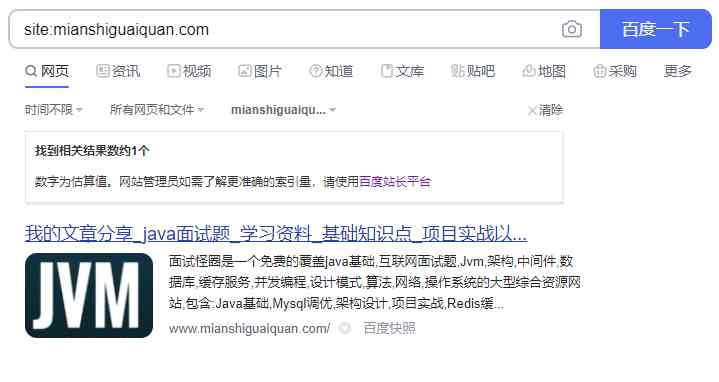 site:mianshiguaiquan.com
百度一下
网页 资讯 视频 图片 知道 文库 贴吧 地图 采购 更多
时间不限 所有网页和文件 mianshiguaiqu... 清除
找到相关结果数约1个
数字为估算值。网站管理员如需了解更准确的索引量，请使用百度站长平台
我的文章分享_java面试题_学习资料_基础知识点_项目实战以...
JVM
面试怪圈是一个免费的覆盖java基础,互联网面试题,Jvm,架构,中间件,数
据库,缓存服务,并发编程,设计模式,算法,网络,操作系统的大型综合资源网
站,包含:Java基础,Mysql调优,架构设计,项目实战,Redis缓...
www.mianshiguaiquan.com/ 百度快照